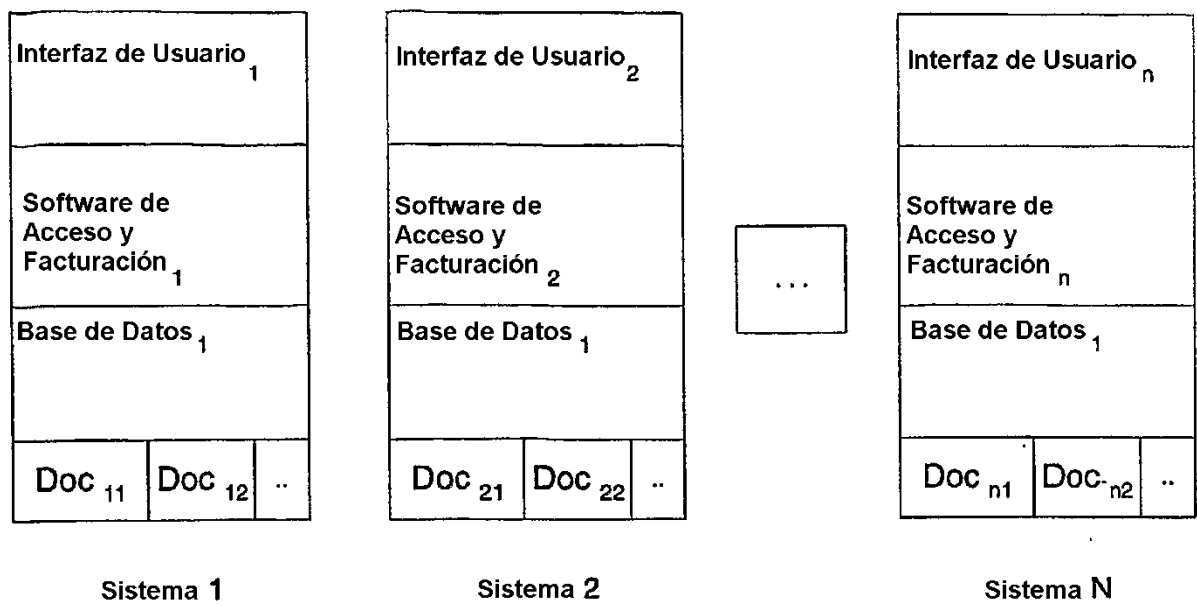 Interfaz de Usuario 1
Software de
Acceso y
Facturación 1
Base de Datos 1
Doc 11 Doc 12 ..
Sistema 1
Interfaz de Usuario 2
Software de
Acceso y
Facturación 2
Base de Datos 1
Doc 21 Doc 22 ..
Sistema 2
...
Interfaz de Usuario n
Software de
Acceso y
Facturación n
Base de Datos 1
Doc n1 Doc n2 ..
Sistema N